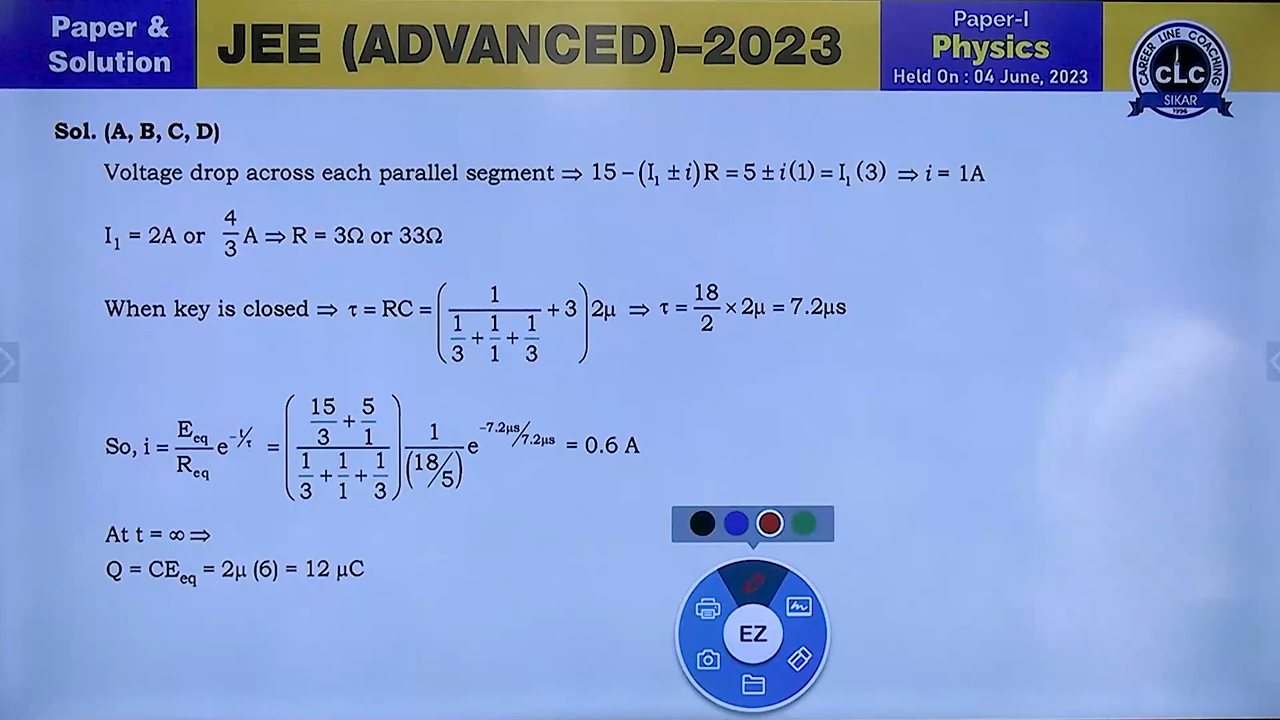 Paper &
Solution
JEE (ADVANCED)–2023
Paper-I
Physics
Held On : 04 June, 2023
CAREER LINE COACHING
CLC
SIKAR
1996
Sol. (A, B, C, D)
Voltage drop across each parallel segment ⇒ 15 – (I₁ ± i) R = 5 ± i(1) = I₁ (3) ⇒ i = 1A
I₁ = 2A or 4/3 A ⇒ R = 3Ω or 33Ω
When key is closed ⇒ τ = RC = (1/(1/3 + 1/1 + 1/3) + 3) 2μ ⇒ τ = 18/2 × 2μ = 7.2μs
So, i = E_eq/R_eq e^(-t/τ) = ((15/3 + 5/1)/(1/3 + 1/1 + 1/3)) 1/(18/5) e^(-7.2μs/7.2μs) = 0.6 A
At t = ∞ ⇒
Q = CE_eq = 2μ (6) = 12 μC
EZ